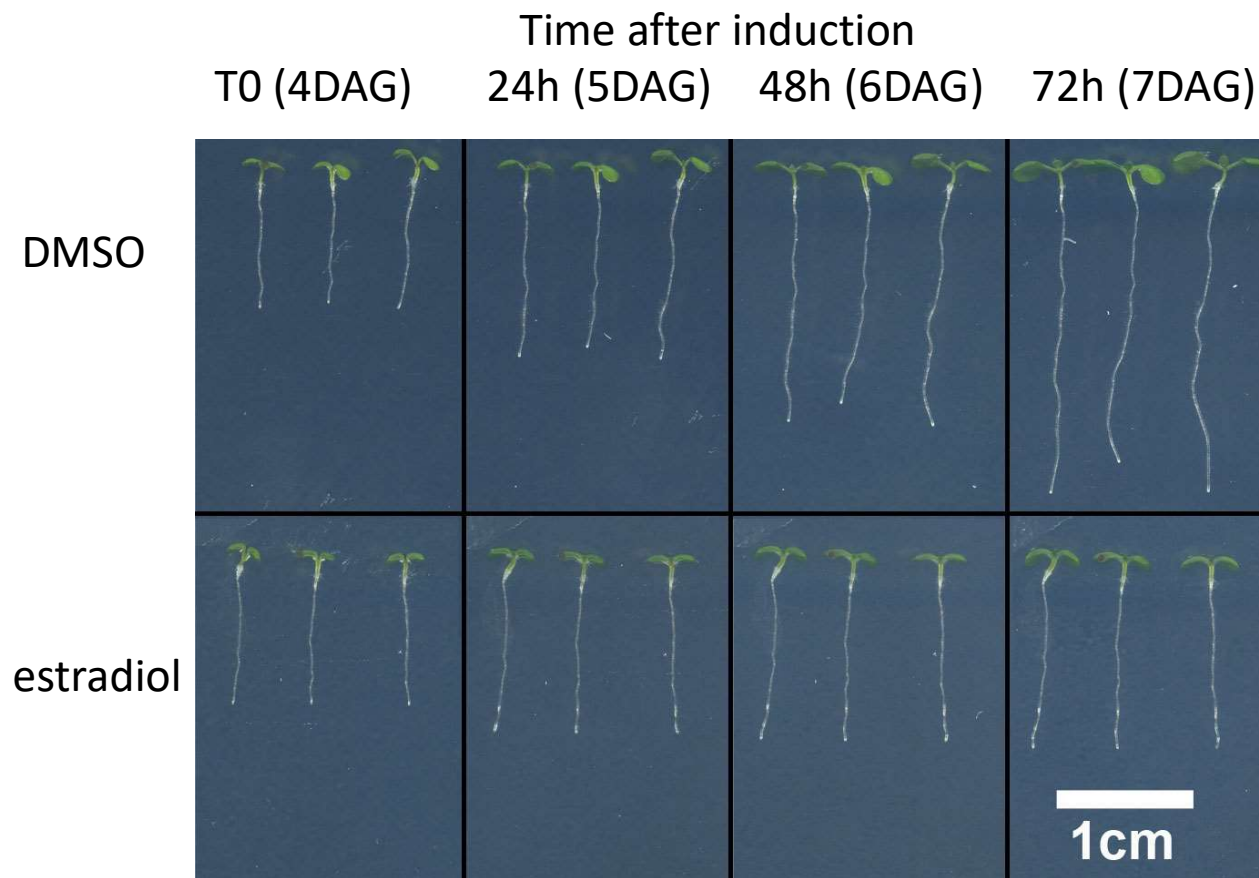 Time after induction
T0 (4DAG) 24h (5DAG) 48h (6DAG) 72h (7DAG)
DMSO
estradiol
1cm